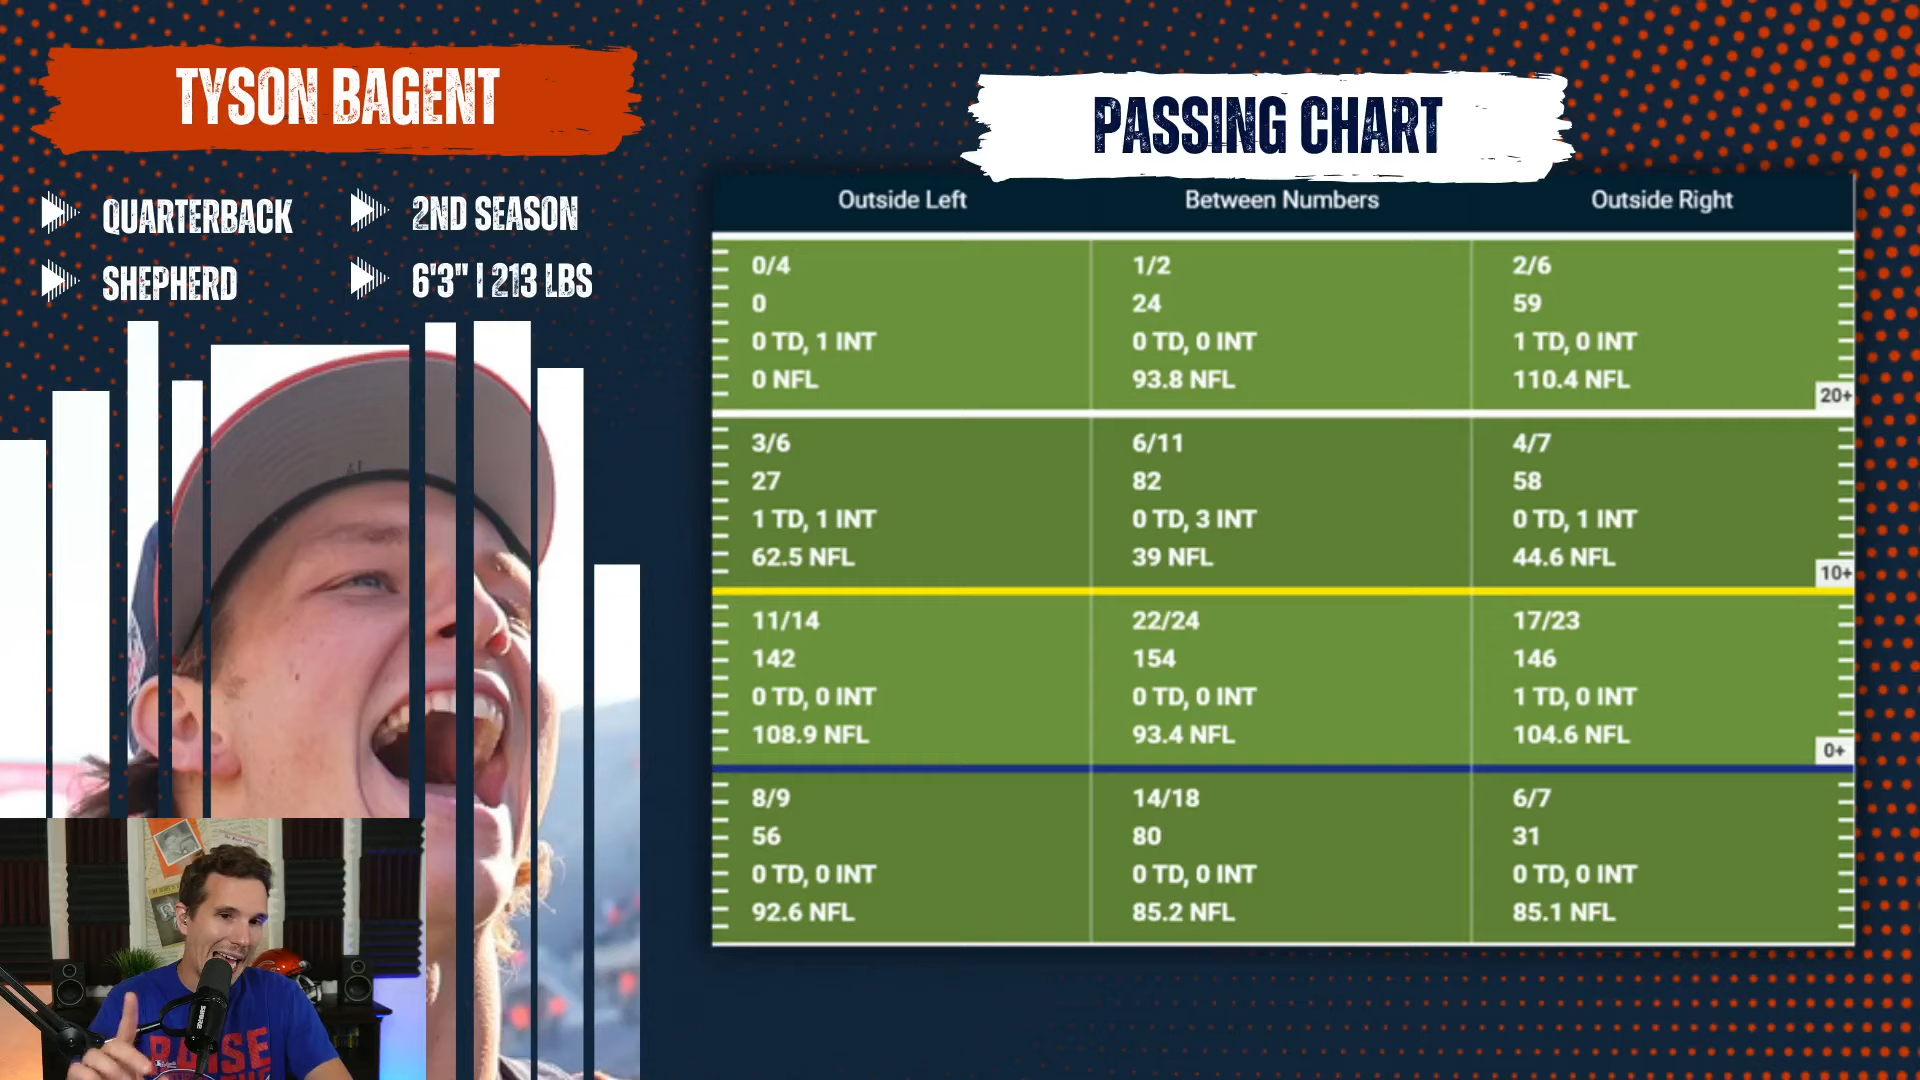 TYSON BAGENT
QUARTERBACK
2ND SEASON
SHEPHERD
6'3" | 213 LBS
PASSING CHART
Outside Left
Between Numbers
Outside Right
0/4
0
0 TD, 1 INT
0 NFL
1/2
24
0 TD, 0 INT
93.8 NFL
2/6
59
1 TD, 0 INT
110.4 NFL
20+
3/6
27
1 TD, 1 INT
62.5 NFL
6/11
82
0 TD, 3 INT
39 NFL
4/7
58
0 TD, 1 INT
44.6 NFL
10+
11/14
142
0 TD, 0 INT
108.9 NFL
22/24
154
0 TD, 0 INT
93.4 NFL
17/23
146
1 TD, 0 INT
104.6 NFL
0+
8/9
56
0 TD, 0 INT
92.6 NFL
14/18
80
0 TD, 0 INT
85.2 NFL
6/7
31
0 TD, 0 INT
85.1 NFL
SHURE